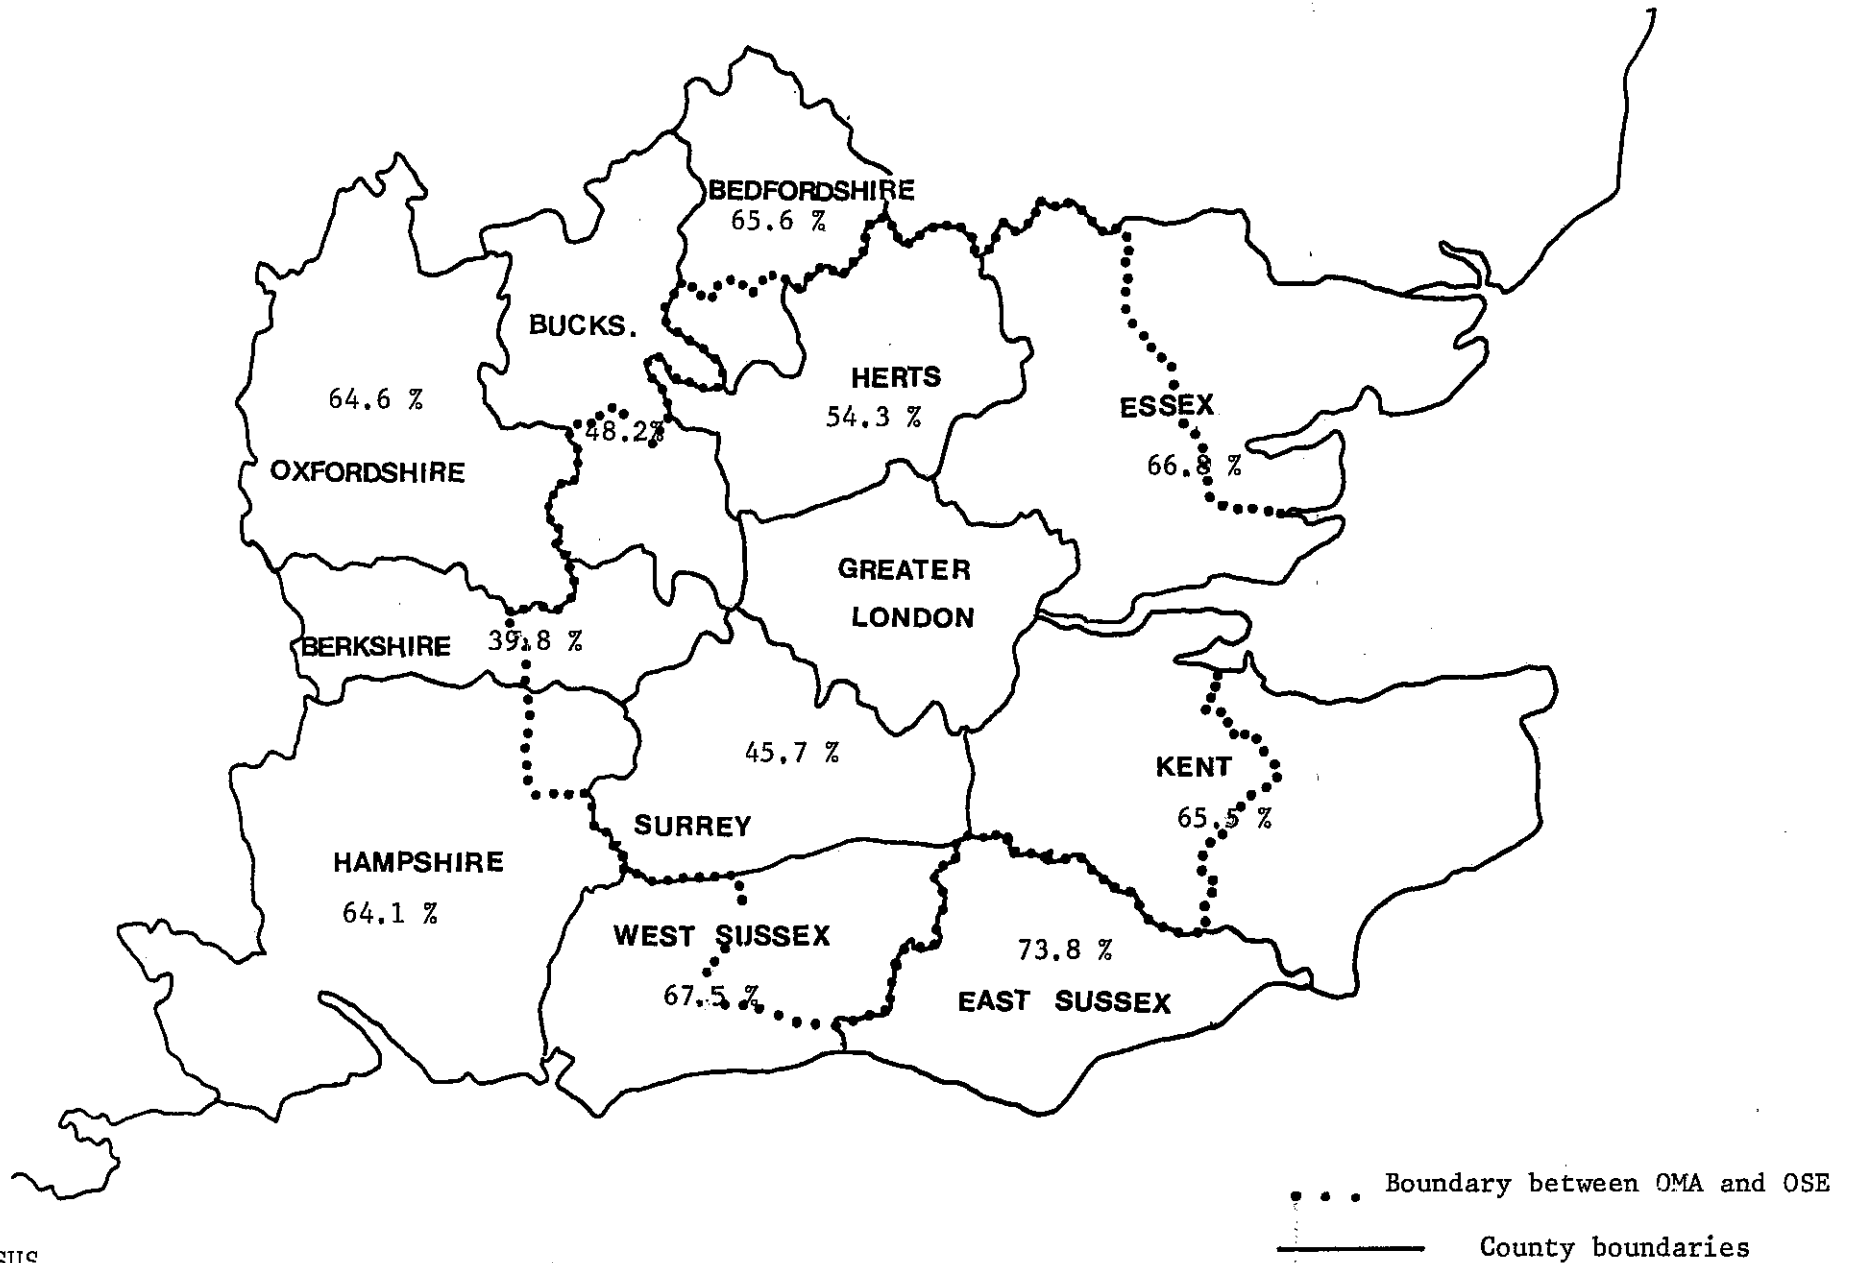 BEDFORDSHIRE
65.6 %
BUCKS.
48.2%
HERTS
54.3 %
ESSEX
66.8 %
64.6 %
OXFORDSHIRE
GREATER
LONDON
BERKSHIRE
39.8 %
45.7 %
SURREY
KENT
65.5 %
HAMPSHIRE
64.1 %
WEST SUSSEX
67.5 %
73.8 %
EAST SUSSEX
Boundary between OMA and OSE
County boundaries